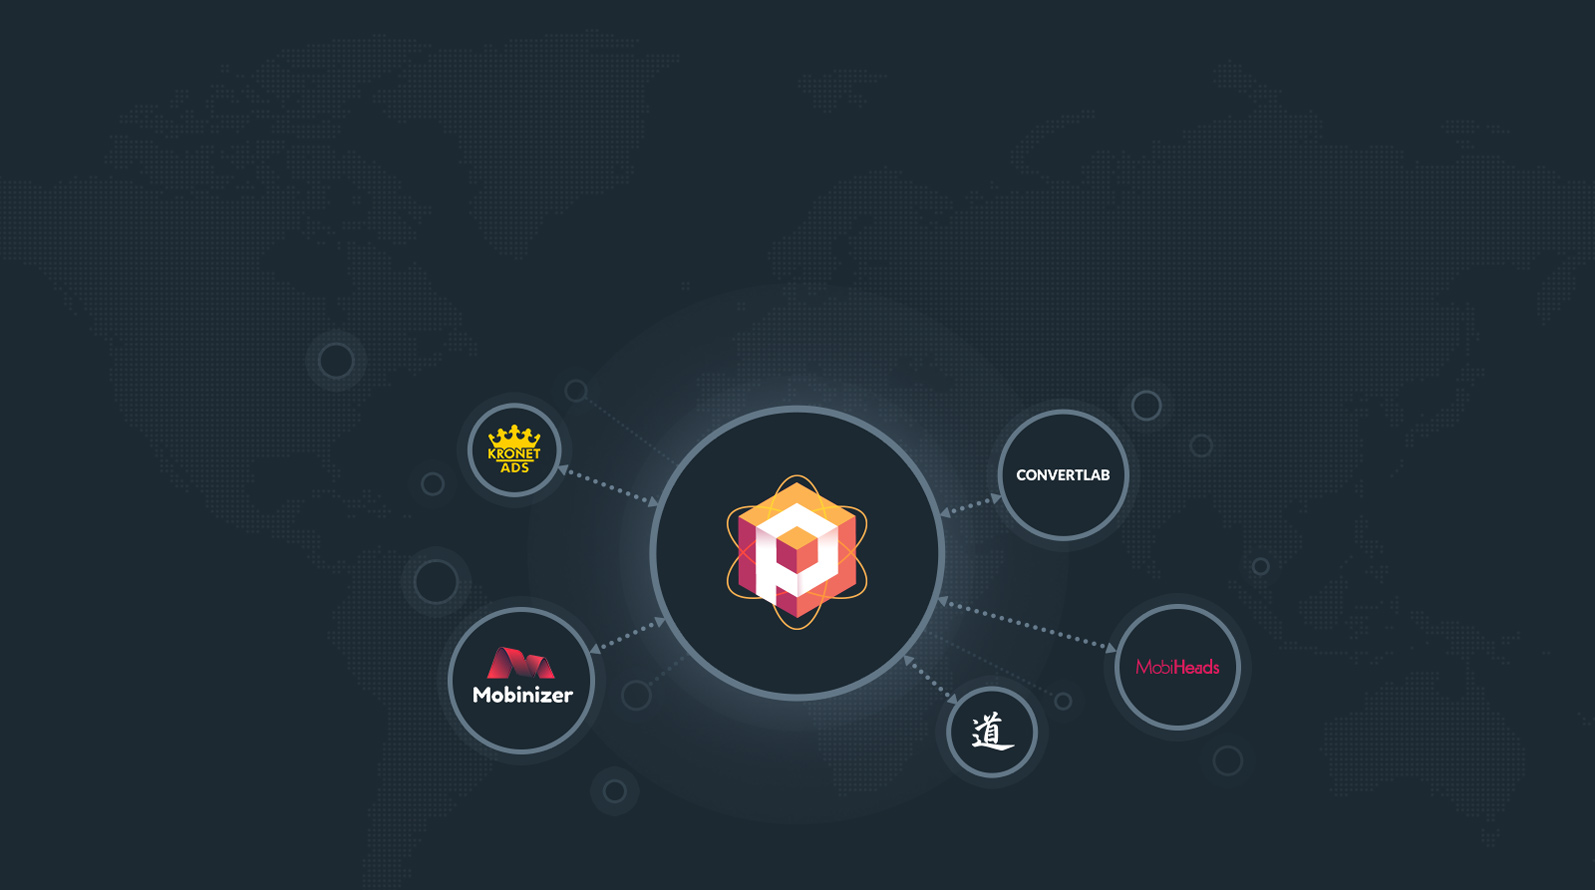 KRONET
ADS
CONVERTLAB
Mobinizer
MobiHeads
道